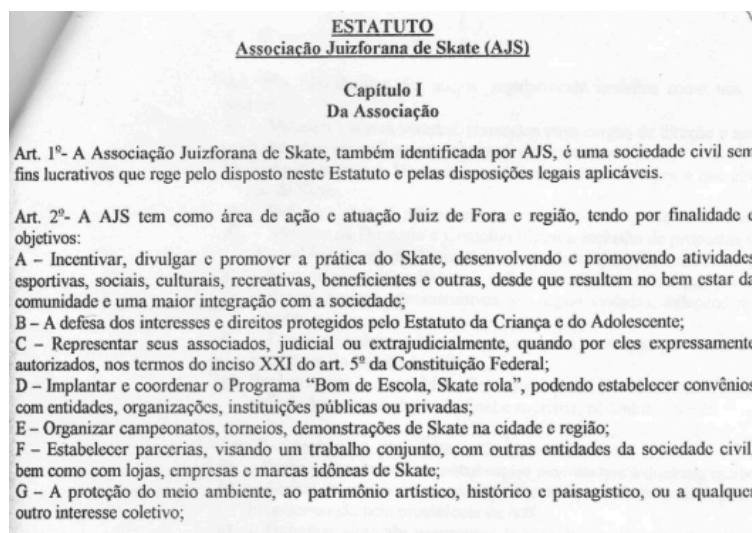 ESTATUTO
Associação Juizforana de Skate (AJS)
Capítulo I
Da Associação
Art. 1º- A Associação Juizforana de Skate, também identificada por AJS, é uma sociedade civil sem
fins lucrativos que rege pelo disposto neste Estatuto e pelas disposições legais aplicáveis.
Art. 2º- A AJS tem como área de ação e atuação Juiz de Fora e região, tendo por finalidade e
objetivos:
A – Incentivar, divulgar e promover a prática do Skate, desenvolvendo e promovendo atividades
esportivas, sociais, culturais, recreativas, beneficientes e outras, desde que resultem no bem estar da
comunidade e uma maior integração com a sociedade;
B – A defesa dos interesses e direitos protegidos pelo Estatuto da Criança e do Adolescente;
C – Representar seus associados, judicial ou extrajudicialmente, quando por eles expressamente
autorizados, nos termos do inciso XXI do art. 5º da Constituição Federal;
D – Implantar e coordenar o Programa “Bom de Escola, Skate rola”, podendo estabelecer convênios
com entidades, organizações, instituições públicas ou privadas;
E – Organizar campeonatos, torneios, demonstrações de Skate na cidade e região;
F – Estabelecer parcerias, visando um trabalho conjunto, com outras entidades da sociedade civil,
bem como com lojas, empresas e marcas idôneas de Skate;
G – A proteção do meio ambiente, ao patrimônio artístico, histórico e paisagístico, ou a qualquer
outro interesse coletivo;